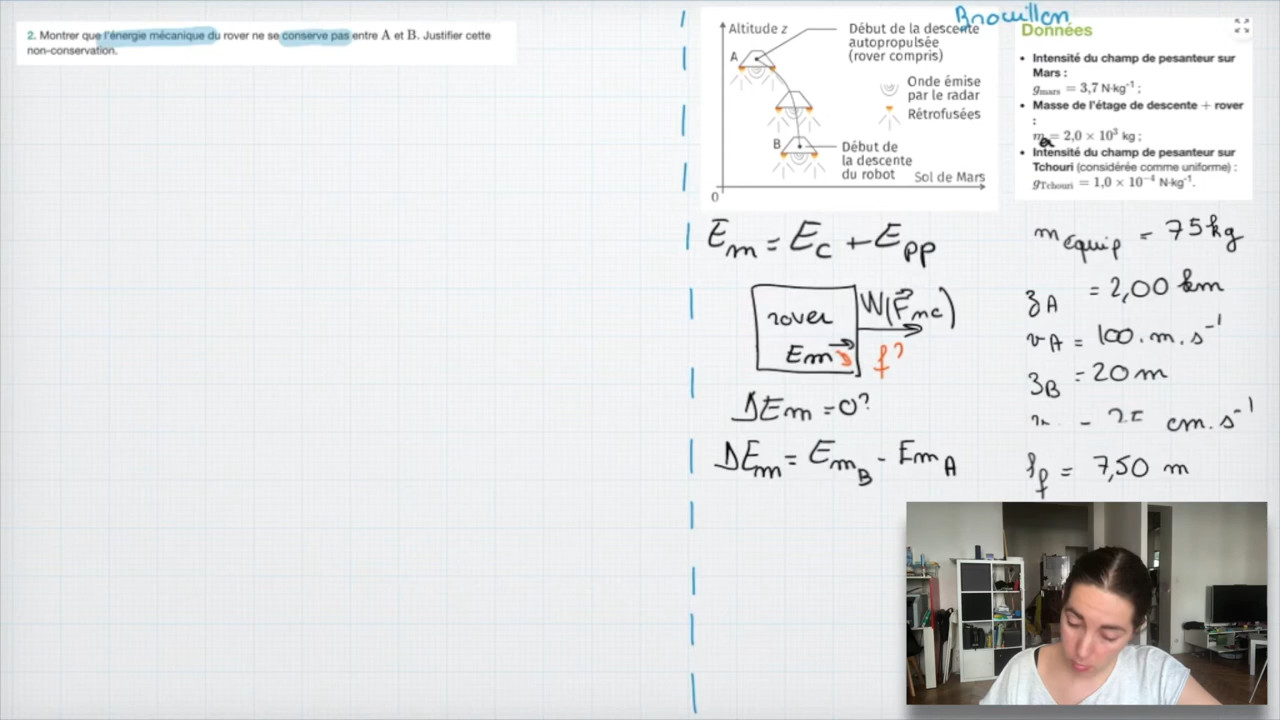 2. Montrer que l'énergie mécanique du rover ne se conserve pas entre A et B. Justifier cette
non-conservation.
Brouillon
Altitude z
A
Début de la descente
autopropulsée
(rover compris)
Onde émise
par le radar
Rétrofusées
B
Début de
la descente
du robot
Sol de Mars
0
Données
• Intensité du champ de pesanteur sur
Mars :
gmars = 3,7 N·kg⁻¹ ;
• Masse de l'étage de descente + rover
:
= 2,0 × 10³ kg ;
• Intensité du champ de pesanteur sur
Tchouri (considérée comme uniforme) :
gTchouri = 1,0 × 10⁻⁴ N·kg⁻¹.
Em = Ec + Epp
rover
Em
W(F⃗nc)
f?
ΔEm = 0?
ΔEm = EmB - EmA
m équip = 75kg
zA = 2,00 km
vA = 100. m. s⁻¹
zB = 20 m
cm. s⁻¹
= 7,50 m